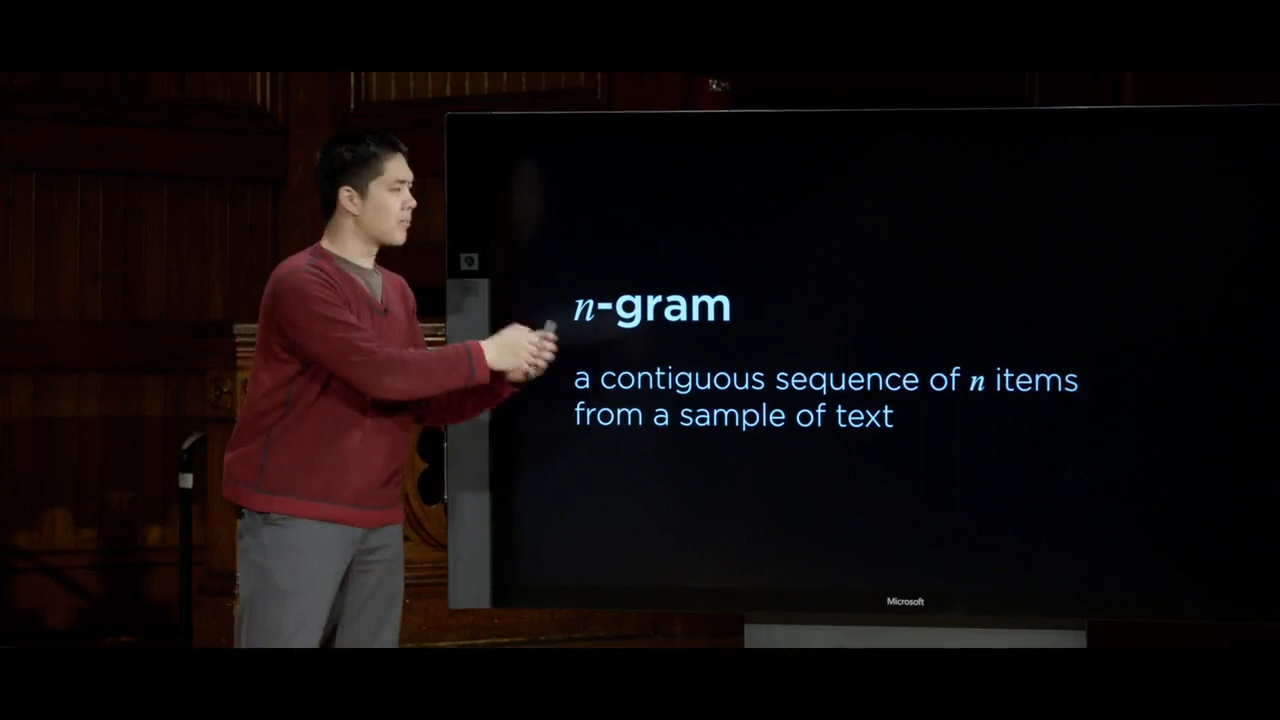 n-gram
a contiguous sequence of n items
from a sample of text
Microsoft